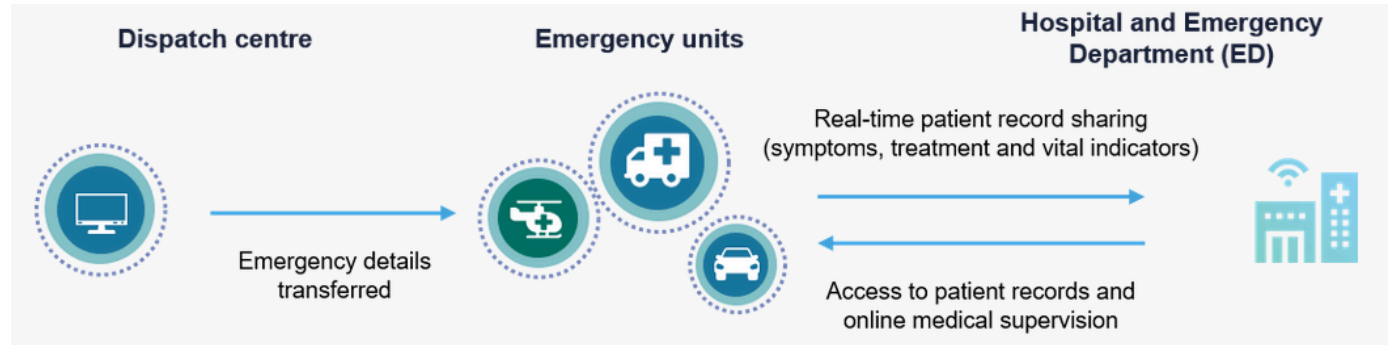 Dispatch centre
Emergency units
Hospital and Emergency
Department (ED)
Emergency details
transferred
Real-time patient record sharing
(symptoms, treatment and vital indicators)
Access to patient records and
online medical supervision